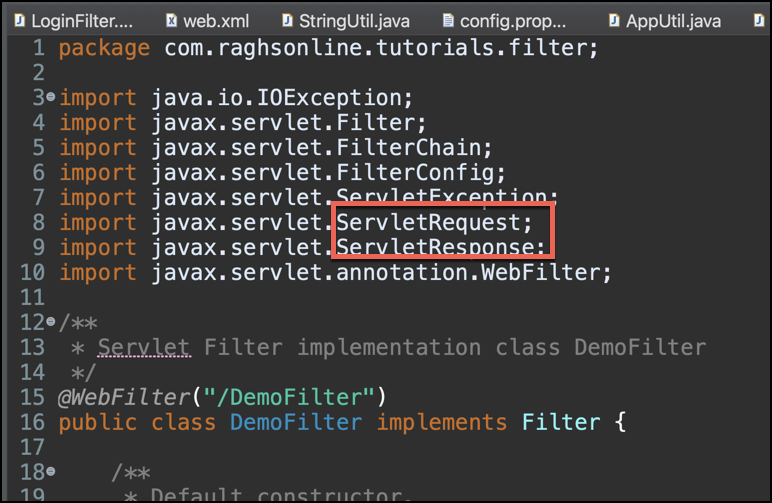 LoginFilter.... web.xml StringUtil.java config.prop... AppUtil.java
1 package com.raghsonline.tutorials.filter;
2
3 import java.io.IOException;
4 import javax.servlet.Filter;
5 import javax.servlet.FilterChain;
6 import javax.servlet.FilterConfig;
7 import javax.servlet.ServletException;
8 import javax.servlet.ServletRequest;
9 import javax.servlet.ServletResponse;
10 import javax.servlet.annotation.WebFilter;
11
12 /**
13 * Servlet Filter implementation class DemoFilter
14 */
15 @WebFilter("/DemoFilter")
16 public class DemoFilter implements Filter {
17
18 /**
19 * Default constructor.